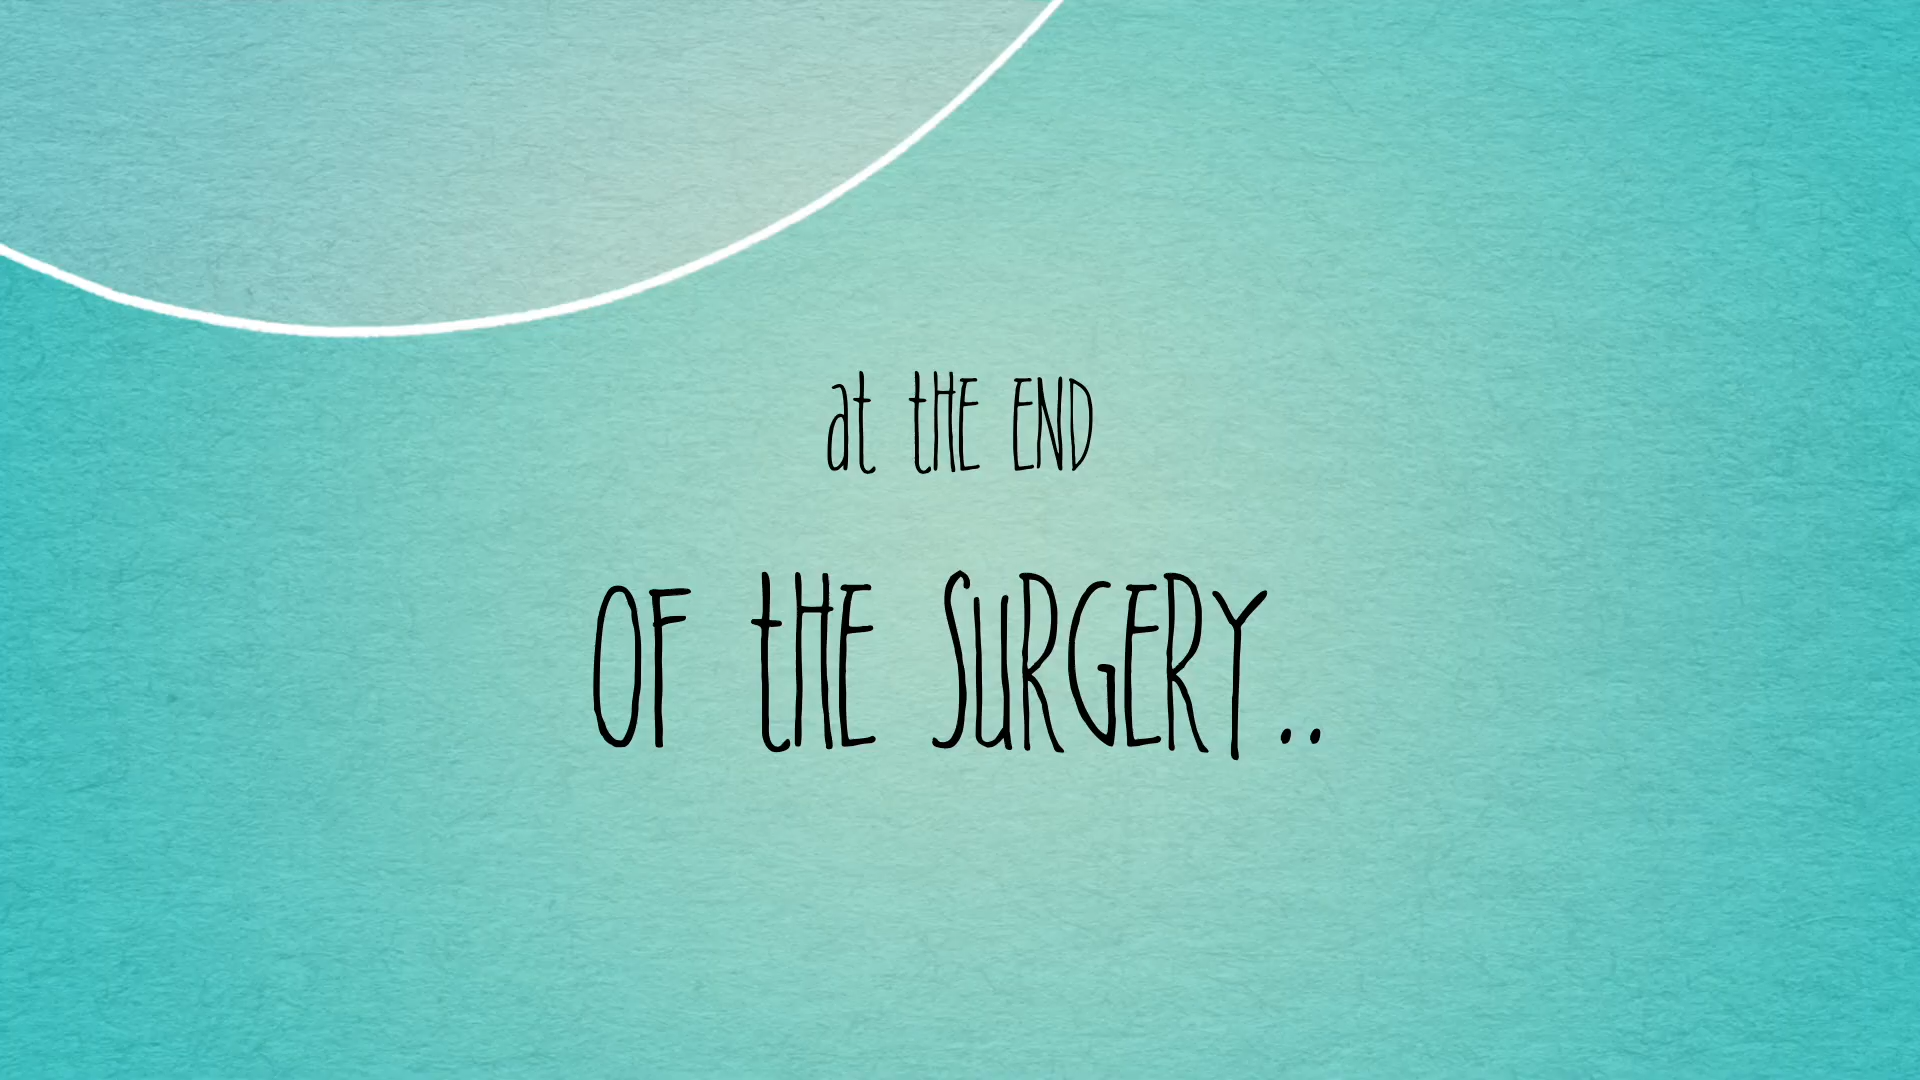 at tHE END
OF tHE SuRGERY..